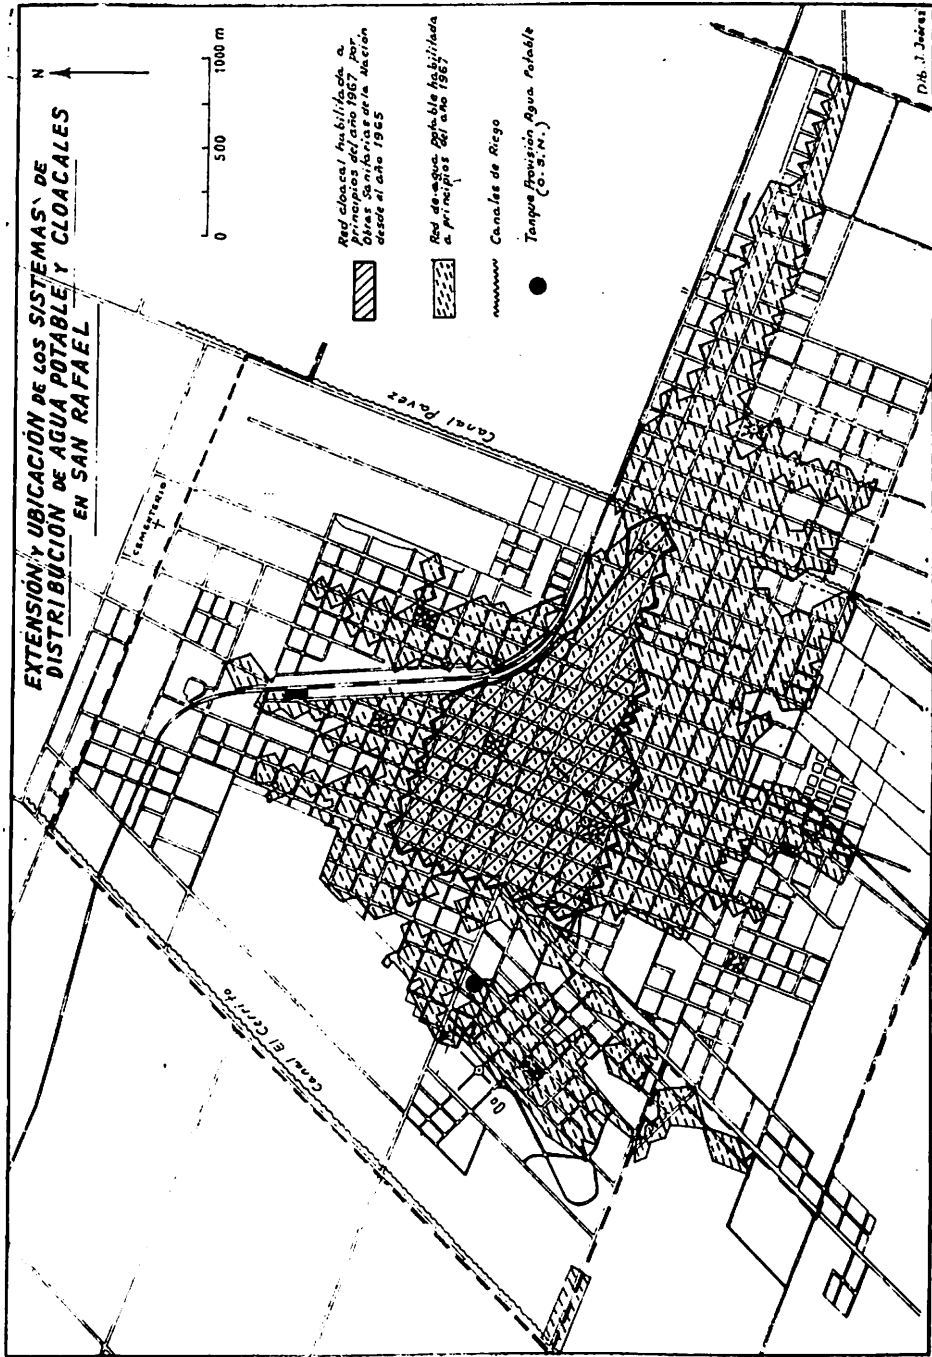 EXTENSIÓN Y UBICACIÓN DE LOS SISTEMAS DE
DISTRIBUCIÓN DE AGUA POTABLE Y CLOACALES
EN SAN RAFAEL
N
0 500 1000 m
Red cloacal habilitada a
principios del año 1967 por
Obras Sanitarias de la Nación
desde el año 1965
Red de agua potable habilitada
a principios del año 1967
Canales de Riego
Tanque Provisión Agua Potable
(O.S.N.)
CEMENTERIO
Canal Pavez
Canal El Cerrito
Dib. J. Juárez